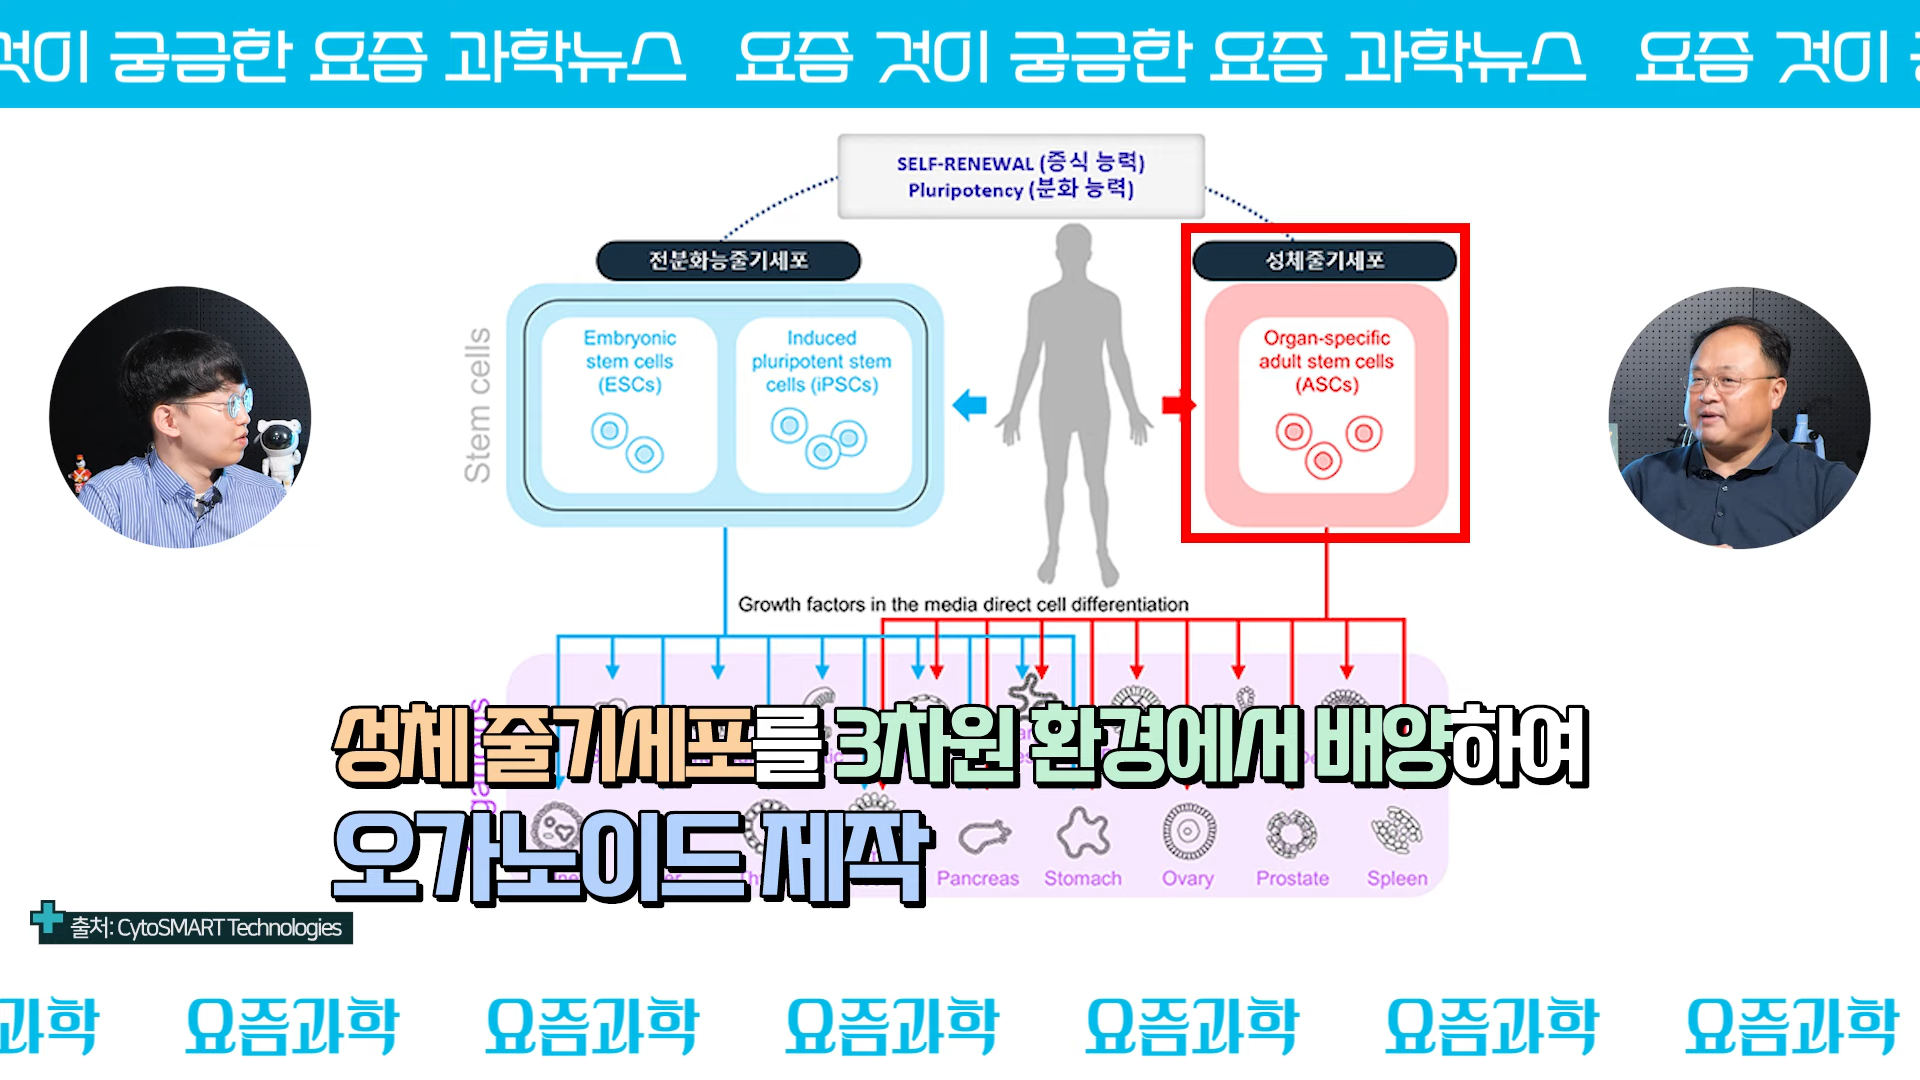 것이 궁금한 요즘 과학뉴스 요즘 것이 궁금한 요즘 과학뉴스 요즘 것이
SELF-RENEWAL (증식 능력)
Pluripotency (분화 능력)
전분화능줄기세포
성체줄기세포
Stem cells
Embryonic
stem cells
(ESCs)
Induced
pluripotent stem
cells (iPSCs)
Organ-specific
adult stem cells
(ASCs)
Growth factors in the media direct cell differentiation
성체 줄기세포를 3차원 환경에서 배양하여
오가노이드 제작
Pancreas Stomach Ovary Prostate Spleen
출처: CytoSMART Technologies
과학 요즘과학 요즘과학 요즘과학 요즘과학 요즘과학 요즘과학